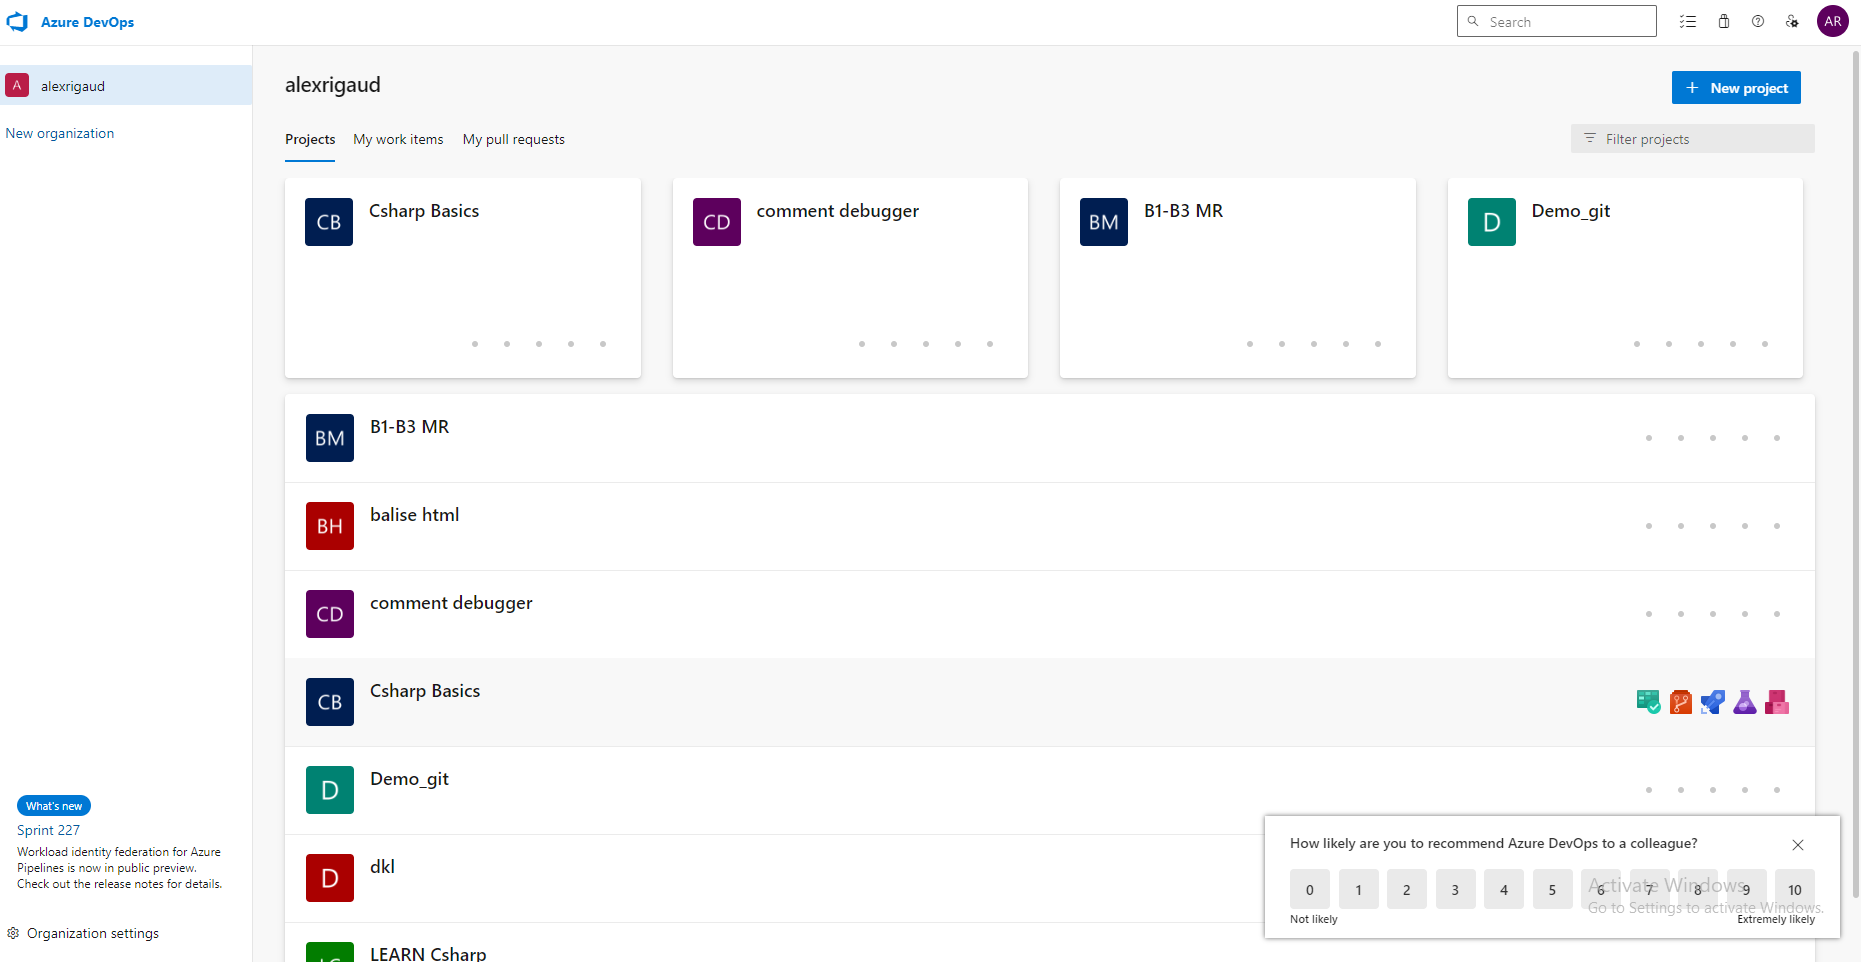 Azure DevOps
Search
AR
A alexrigaud
New organization
alexrigaud
New project
Projects My work items My pull requests
Filter projects
CB Csharp Basics
CD comment debugger
BM B1-B3 MR
D Demo_git
BM B1-B3 MR
BH balise html
CD comment debugger
CB Csharp Basics
D Demo_git
D dkl
LEARN Csharp
What's new
Sprint 227
Workload identity federation for Azure
Pipelines is now in public preview.
Check out the release notes for details.
Organization settings
How likely are you to recommend Azure DevOps to a colleague?
0 1 2 3 4 5 6 7 8 9 10
Not likely
Extremely likely
Activate Windows
Go to Settings to activate Windows.